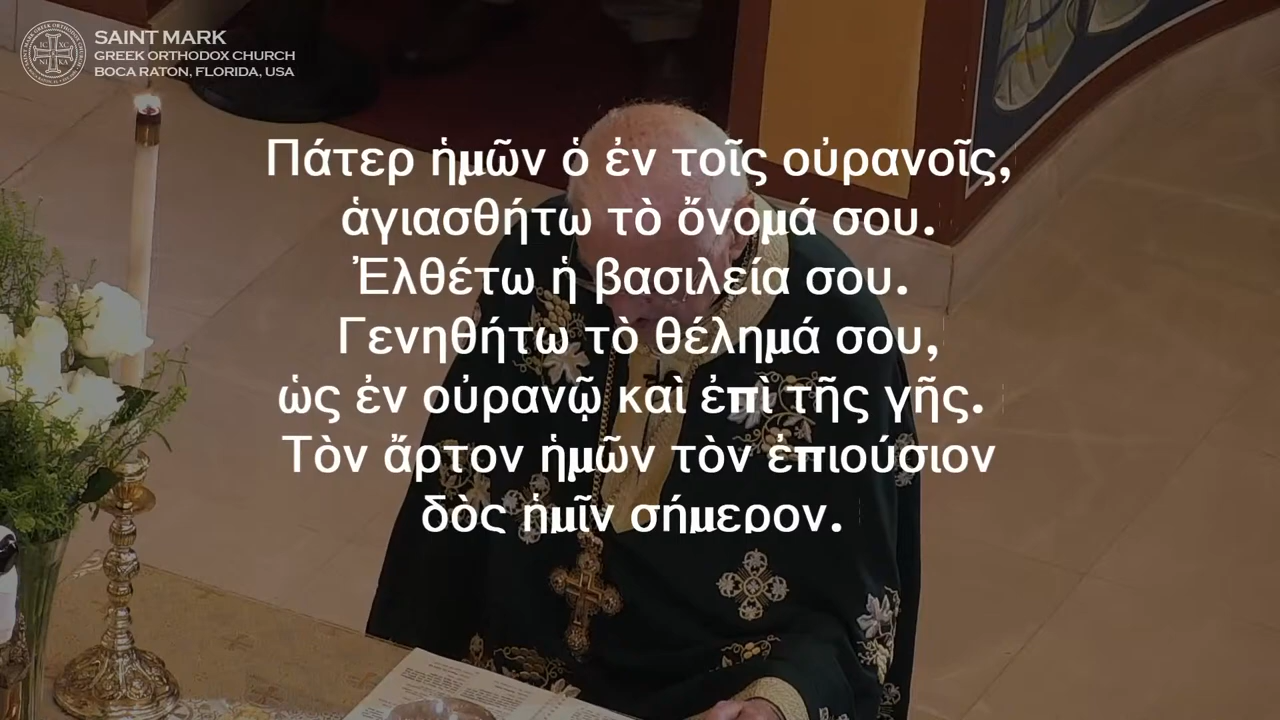 SAINT MARK
GREEK ORTHODOX CHURCH
BOCA RATON, FLORIDA, USA
Πάτερ ἡμῶν ὁ ἐν τοῖς οὐρανοῖς,
ἁγιασθήτω τὸ ὄνομά σου.
Ἐλθέτω ἡ βασιλεία σου.
Γενηθήτω τὸ θέλημά σου,
ὡς ἐν οὐρανῷ καὶ ἐπὶ τῆς γῆς.
Τὸν ἄρτον ἡμῶν τὸν ἐπιούσιον
δὸς ἡμῖν σήμερον.